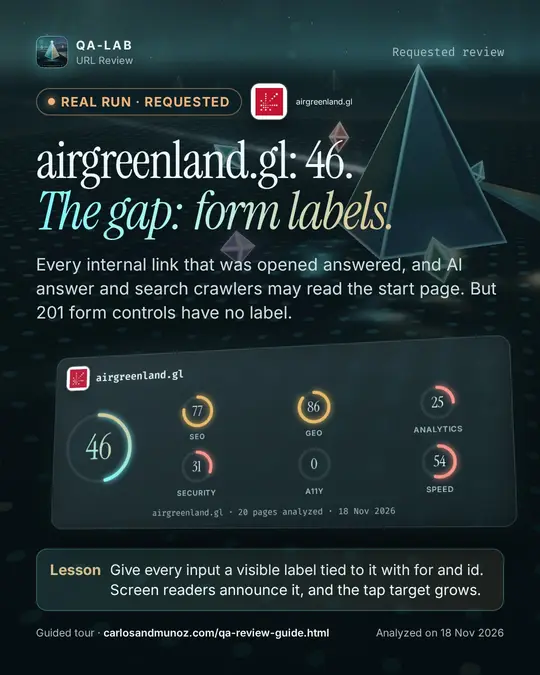 QA-LAB
URL Review
Requested review
REAL RUN · REQUESTED
airgreenland.gl
airgreenland.gl: 46.
The gap: form labels.
Every internal link that was opened answered, and AI
answer and search crawlers may read the start page. But
201 form controls have no label.
airgreenland.gl
46
77
SEO
86
GEO
25
ANALYTICS
31
SECURITY
0
A11Y
54
SPEED
airgreenland.gl · 20 pages analyzed · 18 Nov 2026
Lesson Give every input a visible label tied to it with for and id.
Screen readers announce it, and the tap target grows.
Guided tour · carlosandmunoz.com/qa-review-guide.html
Analyzed on 18 Nov 2026